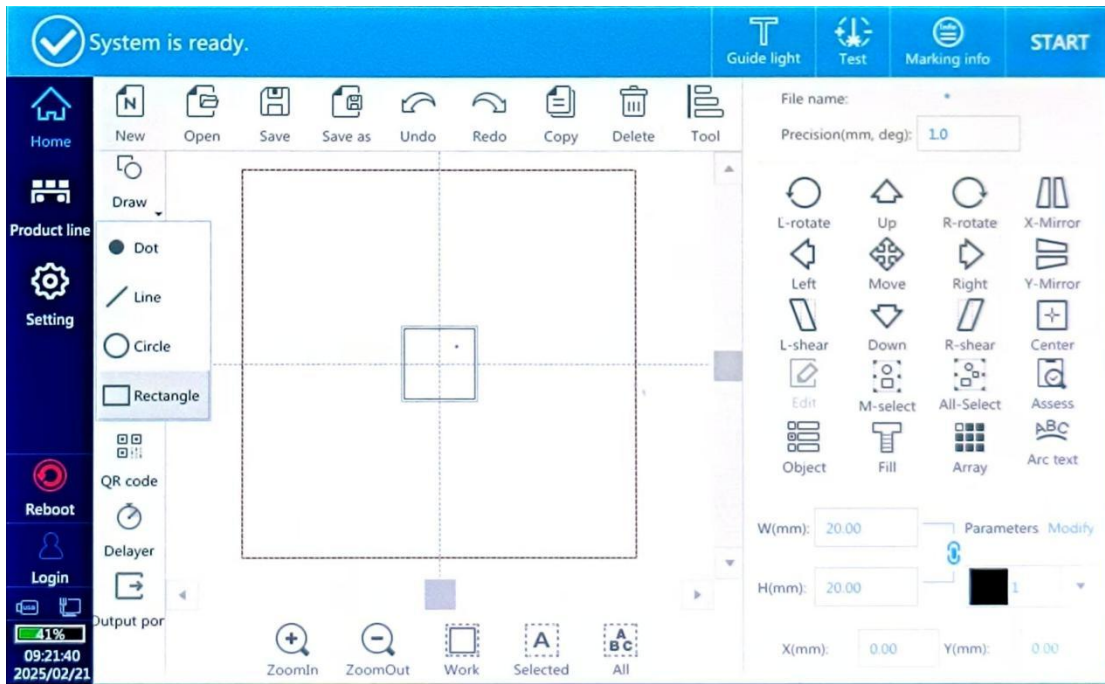 System is ready.
Guide light
Test
Marking info
START
Home
Product line
Setting
Reboot
Login
41%
09:21:40
2025/02/21
New
Open
Save
Save as
Undo
Redo
Copy
Delete
Tool
Draw
Dot
Line
Circle
Rectangle
QR code
Delayer
Output por
ZoomIn
ZoomOut
Work
Selected
All
File name: *
Precision(mm, deg): 1.0
L-rotate
Up
R-rotate
X-Mirror
Left
Move
Right
Y-Mirror
L-shear
Down
R-shear
Center
Edit
M-select
All-Select
Assess
Object
Fill
Array
Arc text
W(mm): 20.00
Parameters Modify
H(mm): 20.00
1
X(mm): 0.00 Y(mm): 0.00